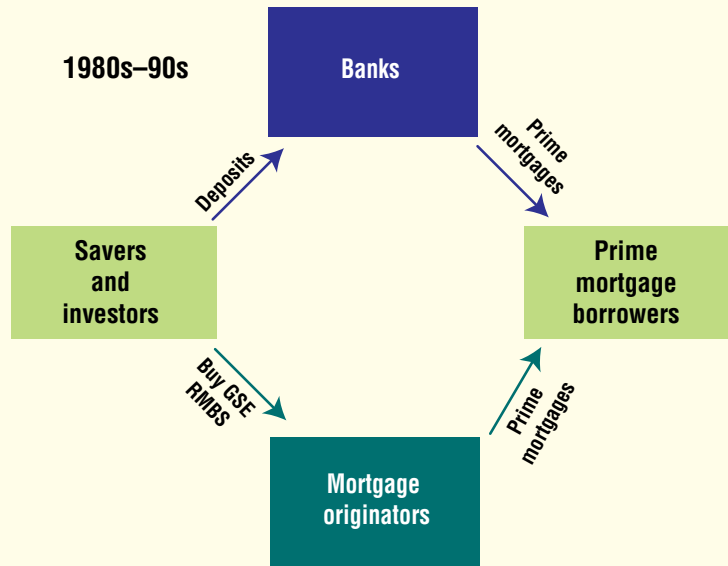 1980s–90s
Banks
Deposits
Prime
mortgages
Savers
and
investors
Prime
mortgage
borrowers
Buy GSE
RMBS
Prime
mortgages
Mortgage
originators